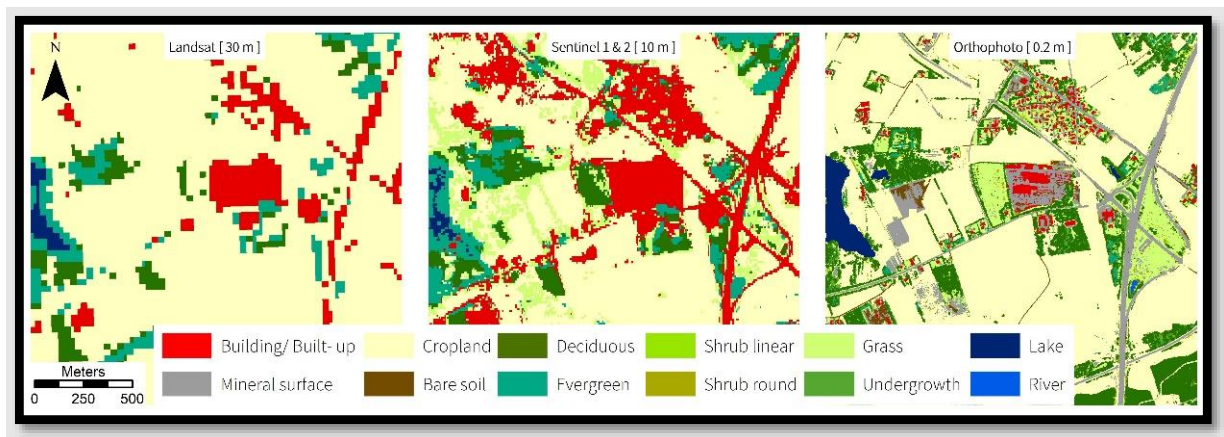 Landsat [ 30 m ]
Sentinel 1 & 2 [ 10 m ]
Orthophoto [ 0.2 m ]
N
Building/ Built- up
Cropland
Deciduous
Shrub linear
Grass
Lake
Mineral surface
Bare soil
Evergreen
Shrub round
Undergrowth
River
Meters
0 250 500